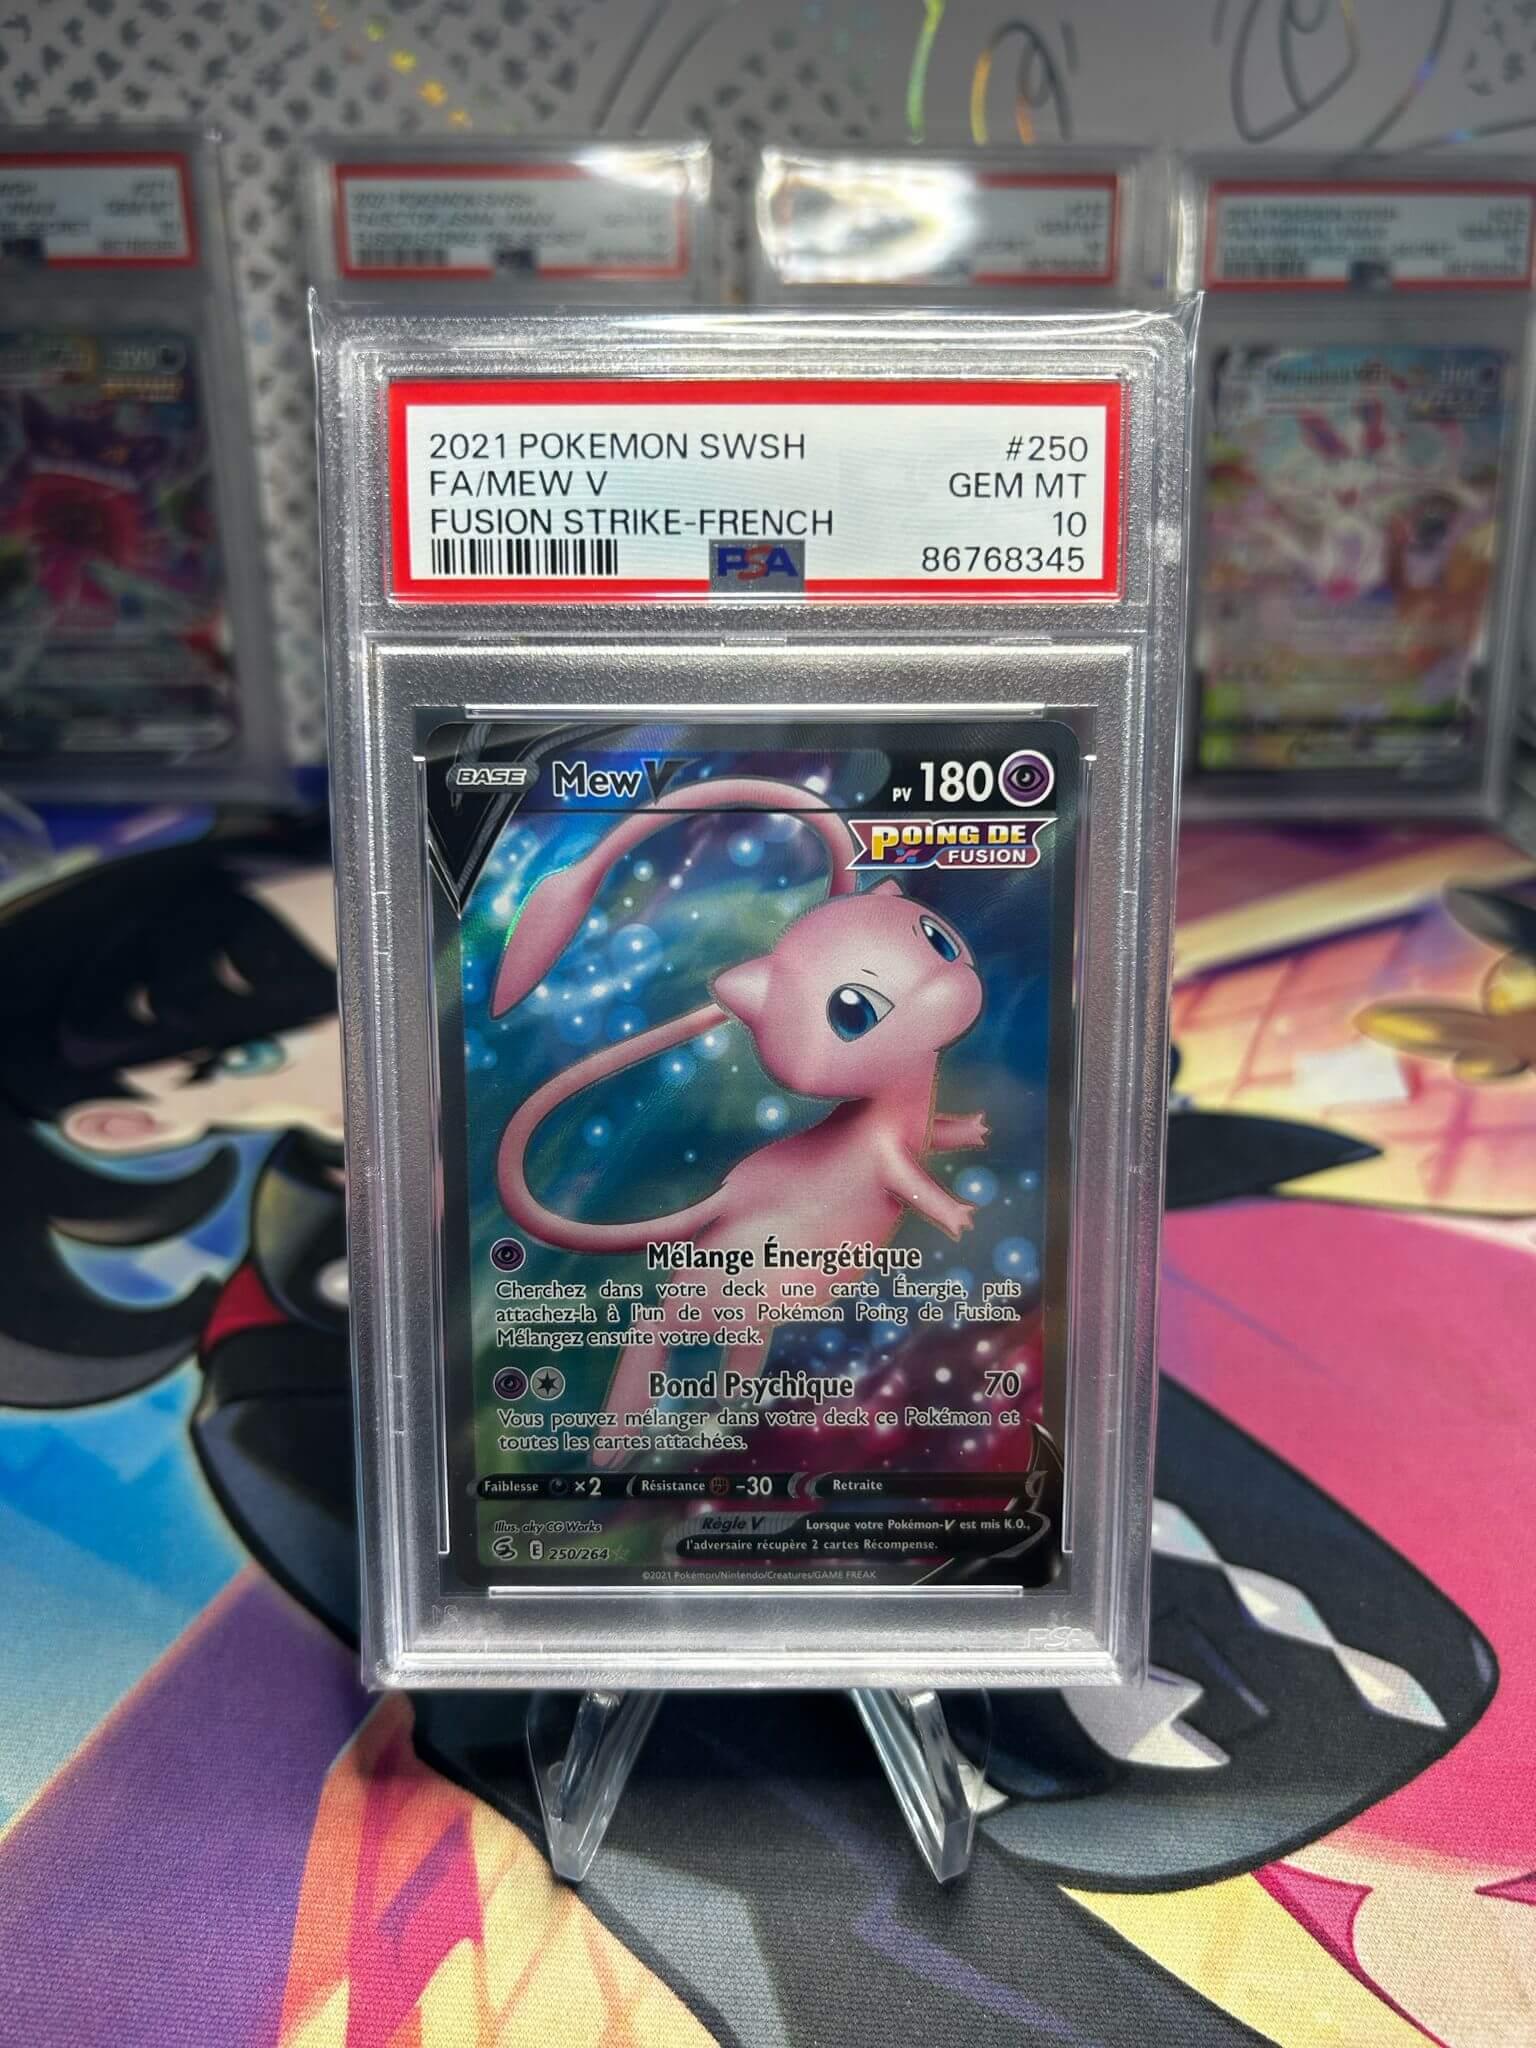 2021 POKEMON SWSH #250
FA/MEW V GEM MT
FUSION STRIKE-FRENCH 10
PSA 86768345
BASE Mew V PV 180
POING DE
FUSION
Mélange Énergétique
Cherchez dans votre deck une carte Énergie, puis
attachez-la à l'un de vos Pokémon Poing de Fusion.
Mélangez ensuite votre deck.
Bond Psychique 70
Vous pouvez mélanger dans votre deck ce Pokémon et
toutes les cartes attachées.
Faiblesse ×2 Résistance -30 Retraite
Illus. aky CG Works
Règle V Lorsque votre Pokémon-V est mis K.O.,
l'adversaire récupère 2 cartes Récompense.
E 250/264
©2021 Pokémon/Nintendo/Creatures/GAME FREAK
PSA